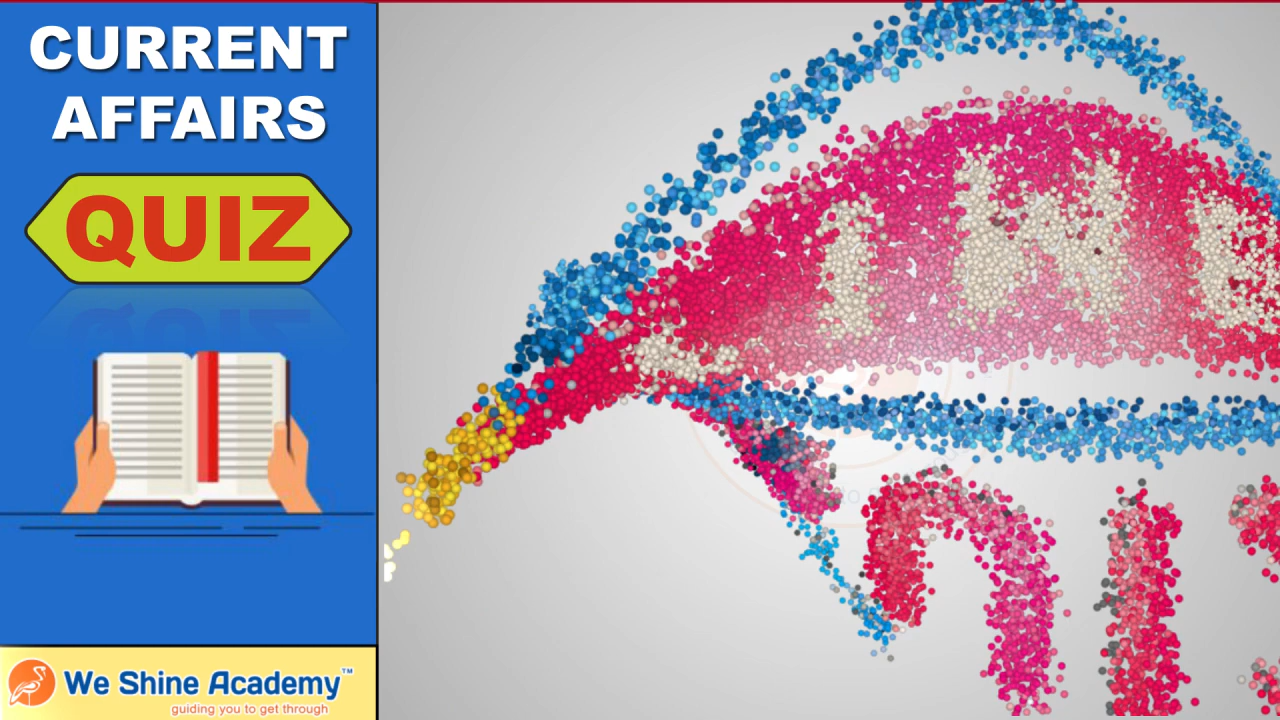 CURRENT
AFFAIRS
QUIZ
We Shine Academy™
guiding you to get through